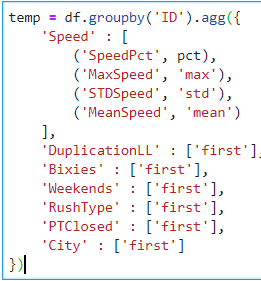 temp = df.groupby('ID').agg({
    'Speed' : [
        ('SpeedPct', pct),
        ('MaxSpeed', 'max'),
        ('STDSpeed', 'std'),
        ('MeanSpeed', 'mean')
    ],
    'DuplicationLL' : ['first'],
    'Bixies' : ['first'],
    'Weekends' : ['first'],
    'RushType' : ['first'],
    'PTClosed' : ['first'],
    'City' : ['first']
})